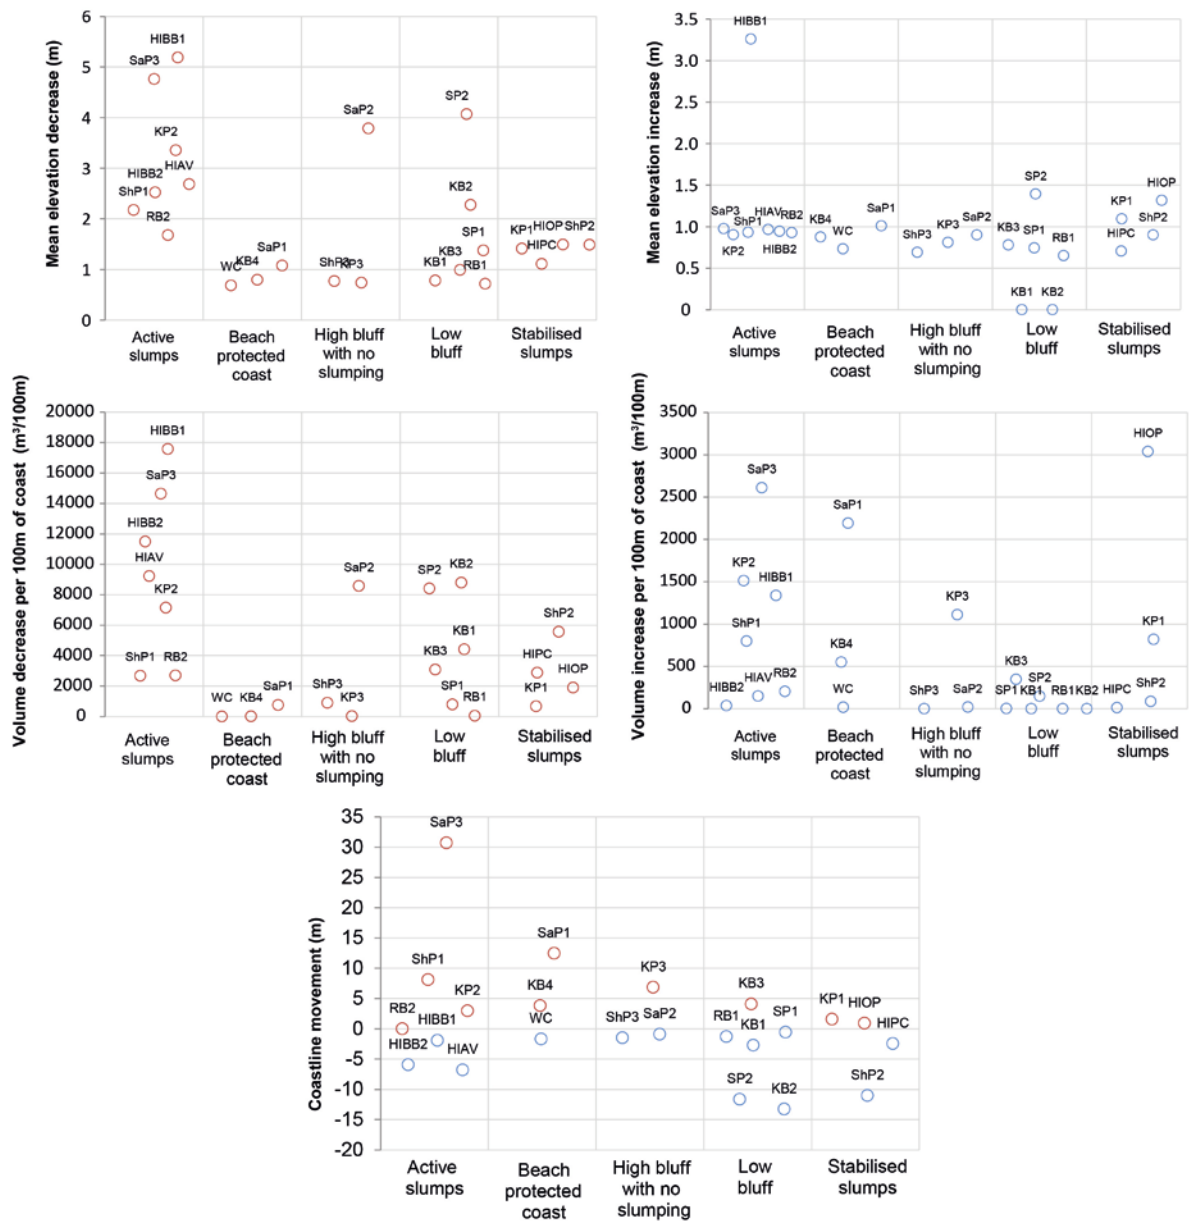 Mean elevation decrease (m)
6
5
4
3
2
1
0
HIBB1
SaP3
KP2
HIAV
HIBB2
ShP1
RB2
WC
KB4
SaP1
SaP2
ShP3
KP3
SP2
KB2
SP1
KB3
KB1
RB1
KP1
HIOP
ShP2
HIPC
Active
slumps
Beach
protected
coast
High bluff
with no
slumping
Low
bluff
Stabilised
slumps
Mean elevation increase (m)
3.5
3.0
2.5
2.0
1.5
1.0
0.5
0
HIBB1
SaP3
HIAV
RB2
ShP1
KP2
HIBB2
KB4
WC
SaP1
ShP3
KP3
SaP2
SP2
KB3
SP1
RB1
KB1
KB2
HIOP
KP1
ShP2
HIPC
Active
slumps
Beach
protected
coast
High bluff
with no
slumping
Low
bluff
Stabilised
slumps
Volume decrease per 100m of coast (m³/100m)
20000
18000
16000
14000
12000
10000
8000
6000
4000
2000
0
HIBB1
SaP3
HIBB2
HIAV
KP2
ShP1
RB2
WC
KB4
SaP1
SaP2
ShP3
KP3
SP2
KB2
KB1
KB3
SP1
RB1
ShP2
HIPC
HIOP
KP1
Active
slumps
Beach
protected
coast
High bluff
with no
slumping
Low
bluff
Stabilised
slumps
Volume increase per 100m of coast (m³/100m)
3500
3000
2500
2000
1500
1000
500
0
SaP3
KP2
HIBB1
ShP1
HIAV
RB2
HIBB2
SaP1
KB4
WC
KP3
ShP3
SaP2
KB3
SP2
SP1
KB1
RB1
KB2
HIOP
KP1
ShP2
HIPC
Active
slumps
Beach
protected
coast
High bluff
with no
slumping
Low
bluff
Stabilised
slumps
Coastline movement (m)
35
30
25
20
15
10
5
0
-5
-10
-15
-20
SaP3
ShP1
KP2
RB2
HIBB1
HIBB2
HIAV
SaP1
KB4
WC
KP3
ShP3
SaP2
KB3
RB1
KB1
SP1
SP2
KB2
KP1
HIOP
HIPC
ShP2
Active
slumps
Beach
protected
coast
High bluff
with no
slumping
Low
bluff
Stabilised
slumps